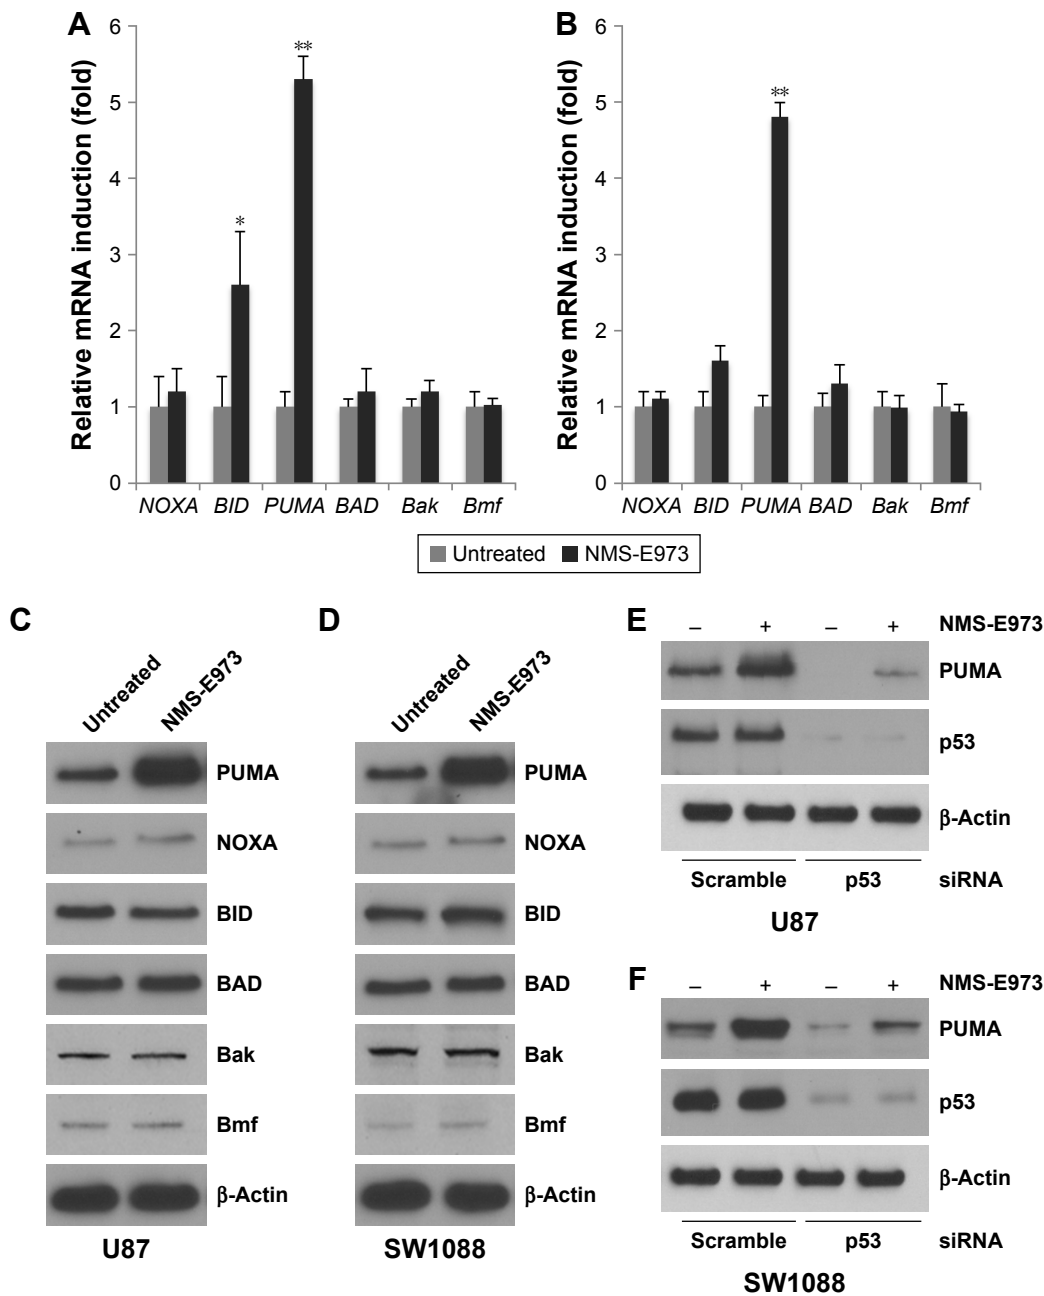 A
Relative mRNA induction (fold)
6
5
4
3
2
1
0
*
**
NOXA BID PUMA BAD Bak Bmf
B
Relative mRNA induction (fold)
6
5
4
3
2
1
0
**
NOXA BID PUMA BAD Bak Bmf
Untreated NMS-E973
C
Untreated
NMS-E973
PUMA
NOXA
BID
BAD
Bak
Bmf
β-Actin
U87
D
Untreated
NMS-E973
PUMA
NOXA
BID
BAD
Bak
Bmf
β-Actin
SW1088
E
– + – + NMS-E973
PUMA
p53
β-Actin
Scramble p53 siRNA
U87
F
– + – + NMS-E973
PUMA
p53
β-Actin
Scramble p53 siRNA
SW1088